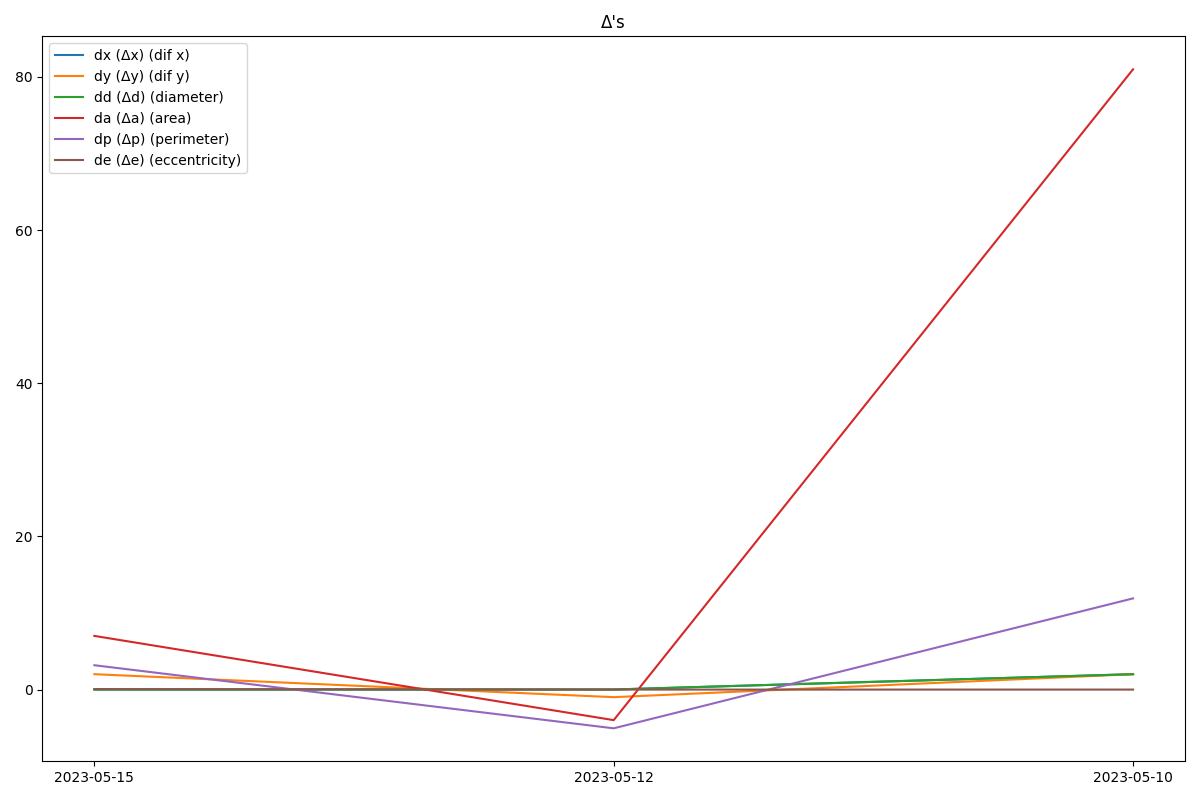 Δ's
dx (Δx) (dif x)
dy (Δy) (dif y)
dd (Δd) (diameter)
da (Δa) (area)
dp (Δp) (perimeter)
de (Δe) (eccentricity)
80
60
40
20
0
2023-05-15
2023-05-12
2023-05-10